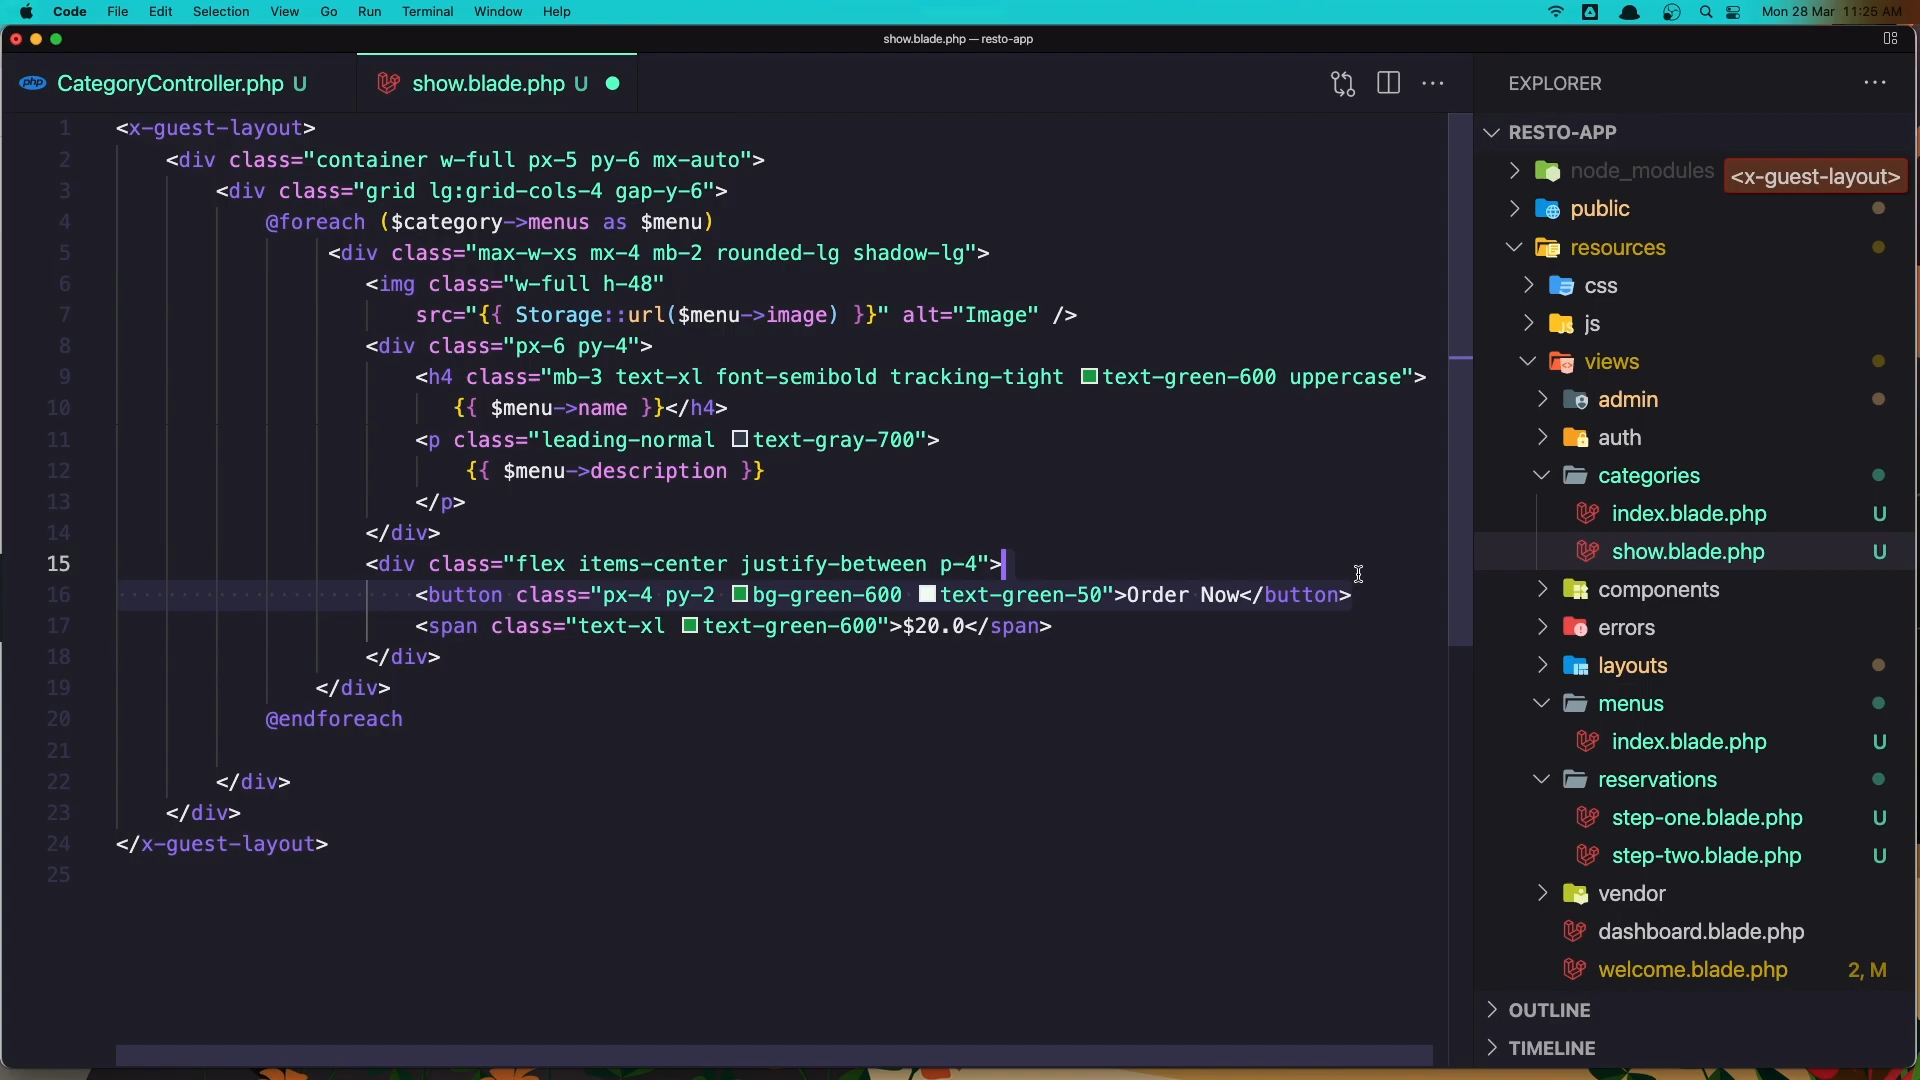 Code File Edit Selection View Go Run Terminal Window Help Mon 28 Mar 11:25 AM
show.blade.php — resto-app
php CategoryController.php U show.blade.php U
EXPLORER
RESTO-APP
node_modules
<x-guest-layout>
public
resources
css
js
views
admin
auth
categories
index.blade.php U
show.blade.php U
components
errors
layouts
menus
index.blade.php U
reservations
step-one.blade.php U
step-two.blade.php U
vendor
dashboard.blade.php
welcome.blade.php 2, M
OUTLINE
TIMELINE
1 <x-guest-layout>
2 <div class="container w-full px-5 py-6 mx-auto">
3 <div class="grid lg:grid-cols-4 gap-y-6">
4 @foreach ($category->menus as $menu)
5 <div class="max-w-xs mx-4 mb-2 rounded-lg shadow-lg">
6 <img class="w-full h-48"
7 src="{{ Storage::url($menu->image) }}" alt="Image" />
8 <div class="px-6 py-4">
9 <h4 class="mb-3 text-xl font-semibold tracking-tight text-green-600 uppercase">
10 {{ $menu->name }}</h4>
11 <p class="leading-normal text-gray-700">
12 {{ $menu->description }}
13 </p>
14 </div>
15 <div class="flex items-center justify-between p-4">
16 <button class="px-4 py-2 bg-green-600 text-green-50">Order Now</button>
17 <span class="text-xl text-green-600">$20.0</span>
18 </div>
19 </div>
20 @endforeach
21
22 </div>
23 </div>
24 </x-guest-layout>
25